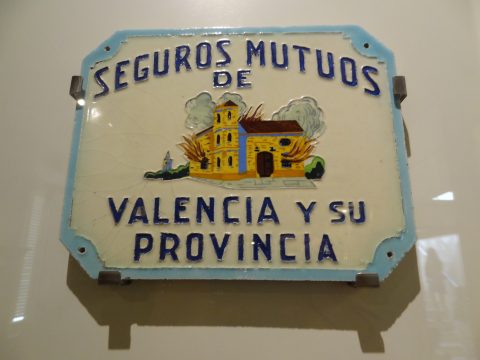 SEGUROS MUTUOS
DE
VALENCIA Y SU
PROVINCIA